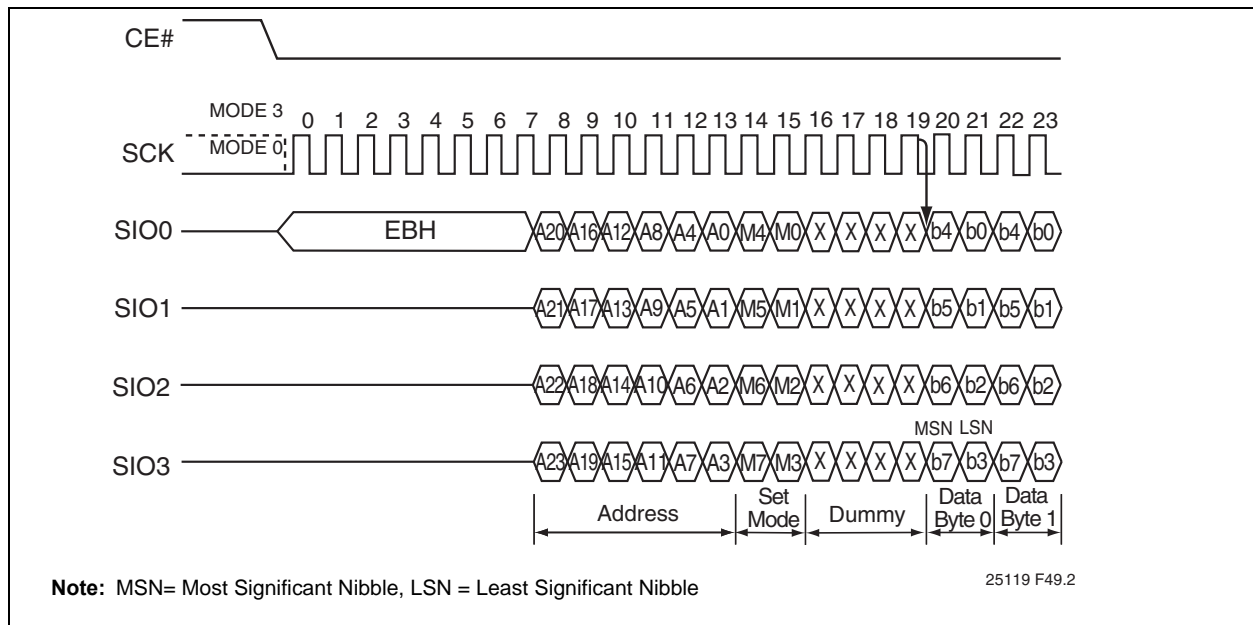 CE#
MODE 3
0 1 2 3 4 5 6 7 8 9 10 11 12 13 14 15 16 17 18 19 20 21 22 23
SCK
MODE 0
SIO0 EBH A20 A16 A12 A8 A4 A0 M4 M0 X X X X b4 b0 b4 b0
SIO1 A21 A17 A13 A9 A5 A1 M5 M1 X X X X b5 b1 b5 b1
SIO2 A22 A18 A14 A10 A6 A2 M6 M2 X X X X b6 b2 b6 b2
MSN LSN
SIO3 A23 A19 A15 A11 A7 A3 M7 M3 X X X X b7 b3 b7 b3
Address
Set
Mode
Dummy
Data
Byte 0
Data
Byte 1
Note: MSN= Most Significant Nibble, LSN = Least Significant Nibble
25119 F49.2